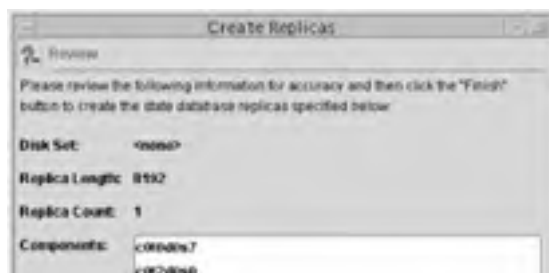 Create Replicas
Review
Please review the following information for accuracy and then click the "Finish"
button to create the state database replicas specified below
Disk Set: <none>
Replica Length: 8192
Replica Count: 1
Components:
c0t0d0s7